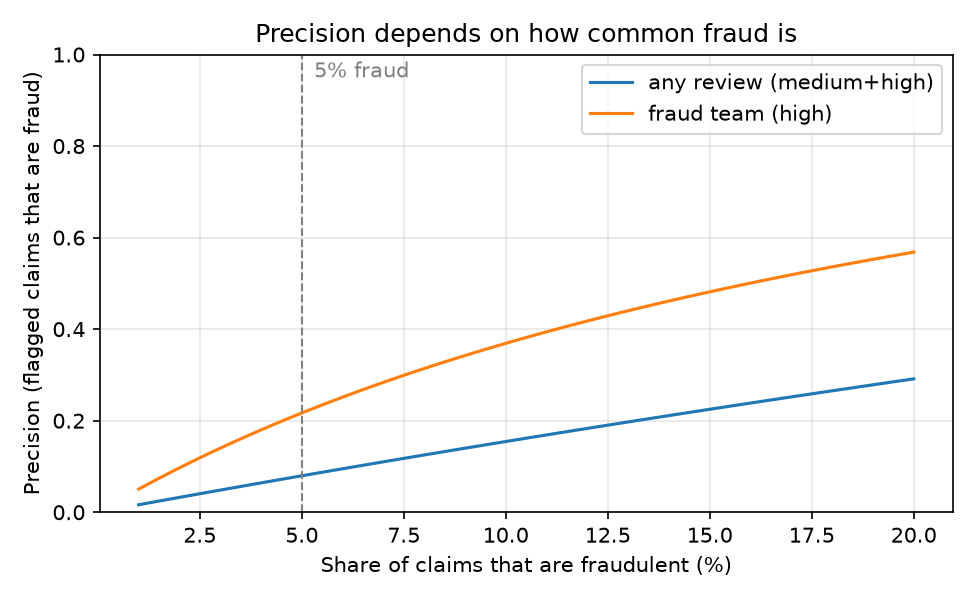 Precision depends on how common fraud is
1.0
0.8
0.6
0.4
0.2
0.0
Precision (flagged claims that are fraud)
5% fraud
any review (medium+high)
fraud team (high)
2.5 5.0 7.5 10.0 12.5 15.0 17.5 20.0
Share of claims that are fraudulent (%)